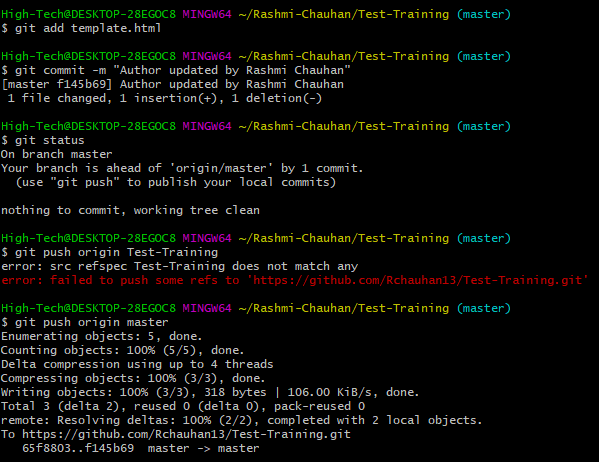 High-Tech@DESKTOP-28EGOC8 MINGW64 ~/Rashmi-Chauhan/Test-Training (master)
$ git add template.html

High-Tech@DESKTOP-28EGOC8 MINGW64 ~/Rashmi-Chauhan/Test-Training (master)
$ git commit -m "Author updated by Rashmi Chauhan"
[master f145b69] Author updated by Rashmi Chauhan
 1 file changed, 1 insertion(+), 1 deletion(-)

High-Tech@DESKTOP-28EGOC8 MINGW64 ~/Rashmi-Chauhan/Test-Training (master)
$ git status
On branch master
Your branch is ahead of 'origin/master' by 1 commit.
  (use "git push" to publish your local commits)

nothing to commit, working tree clean

High-Tech@DESKTOP-28EGOC8 MINGW64 ~/Rashmi-Chauhan/Test-Training (master)
$ git push origin Test-Training
error: src refspec Test-Training does not match any
error: failed to push some refs to 'https://github.com/Rchauhan13/Test-Training.git'

High-Tech@DESKTOP-28EGOC8 MINGW64 ~/Rashmi-Chauhan/Test-Training (master)
$ git push origin master
Enumerating objects: 5, done.
Counting objects: 100% (5/5), done.
Delta compression using up to 4 threads
Compressing objects: 100% (3/3), done.
Writing objects: 100% (3/3), 318 bytes | 106.00 KiB/s, done.
Total 3 (delta 2), reused 0 (delta 0), pack-reused 0
remote: Resolving deltas: 100% (2/2), completed with 2 local objects.
To https://github.com/Rchauhan13/Test-Training.git
   65f8803..f145b69  master -> master